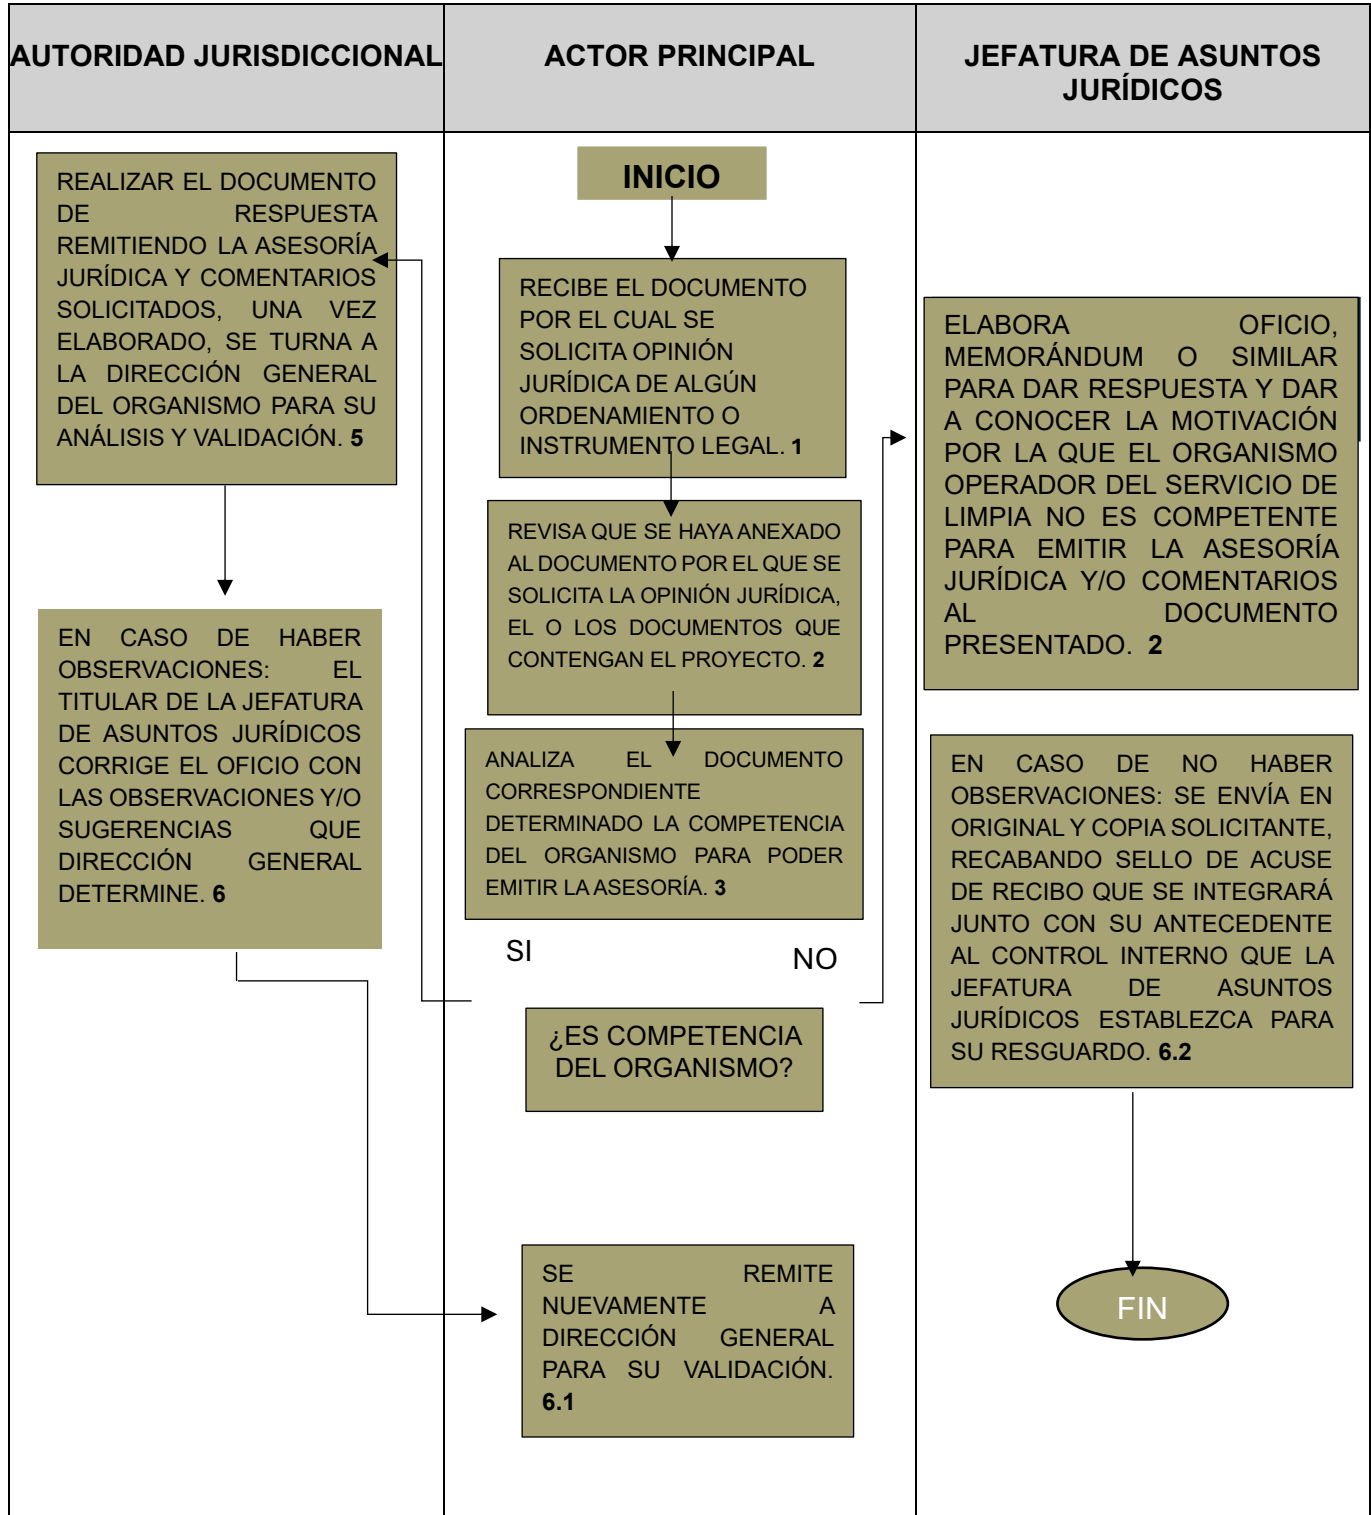 AUTORIDAD JURISDICCIONAL
ACTOR PRINCIPAL
JEFATURA DE ASUNTOS
JURÍDICOS
REALIZAR EL DOCUMENTO
DE RESPUESTA
REMITIENDO LA ASESORÍA
JURÍDICA Y COMENTARIOS
SOLICITADOS, UNA VEZ
ELABORADO, SE TURNA A
LA DIRECCIÓN GENERAL
DEL ORGANISMO PARA SU
ANÁLISIS Y VALIDACIÓN. 5
EN CASO DE HABER
OBSERVACIONES: EL
TITULAR DE LA JEFATURA
DE ASUNTOS JURÍDICOS
CORRIGE EL OFICIO CON
LAS OBSERVACIONES Y/O
SUGERENCIAS QUE
DIRECCIÓN GENERAL
DETERMINE. 6
INICIO
RECIBE EL DOCUMENTO
POR EL CUAL SE
SOLICITA OPINIÓN
JURÍDICA DE ALGÚN
ORDENAMIENTO O
INSTRUMENTO LEGAL. 1
REVISA QUE SE HAYA ANEXADO
AL DOCUMENTO POR EL QUE SE
SOLICITA LA OPINIÓN JURÍDICA,
EL O LOS DOCUMENTOS QUE
CONTENGAN EL PROYECTO. 2
ANALIZA EL DOCUMENTO
CORRESPONDIENTE
DETERMINADO LA COMPETENCIA
DEL ORGANISMO PARA PODER
EMITIR LA ASESORÍA. 3
SI
NO
¿ES COMPETENCIA
DEL ORGANISMO?
SE REMITE
NUEVAMENTE A
DIRECCIÓN GENERAL
PARA SU VALIDACIÓN.
6.1
ELABORA OFICIO,
MEMORÁNDUM O SIMILAR
PARA DAR RESPUESTA Y DAR
A CONOCER LA MOTIVACIÓN
POR LA QUE EL ORGANISMO
OPERADOR DEL SERVICIO DE
LIMPIA NO ES COMPETENTE
PARA EMITIR LA ASESORÍA
JURÍDICA Y/O COMENTARIOS
AL DOCUMENTO
PRESENTADO. 2
EN CASO DE NO HABER
OBSERVACIONES: SE ENVÍA EN
ORIGINAL Y COPIA SOLICITANTE,
RECABANDO SELLO DE ACUSE
DE RECIBO QUE SE INTEGRARÁ
JUNTO CON SU ANTECEDENTE
AL CONTROL INTERNO QUE LA
JEFATURA DE ASUNTOS
JURÍDICOS ESTABLEZCA PARA
SU RESGUARDO. 6.2
FIN